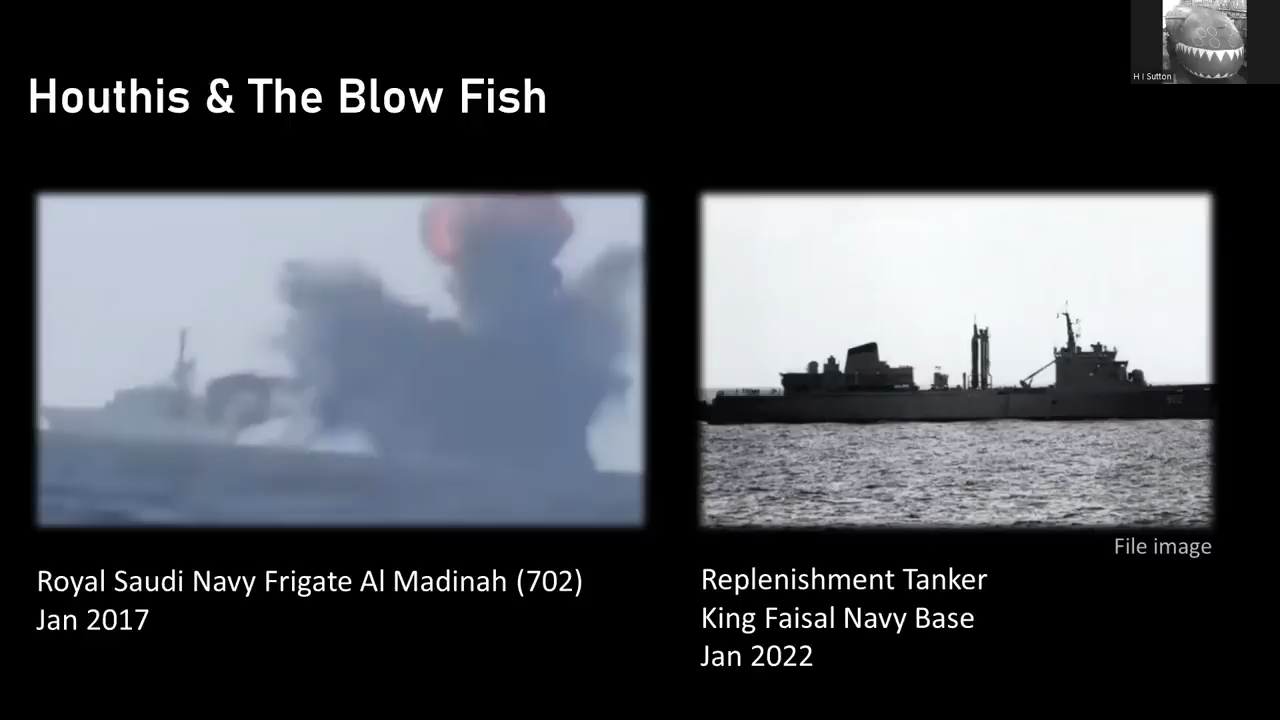 H I Sutton
Houthis & The Blow Fish
File image
Royal Saudi Navy Frigate Al Madinah (702)
Jan 2017
Replenishment Tanker
King Faisal Navy Base
Jan 2022